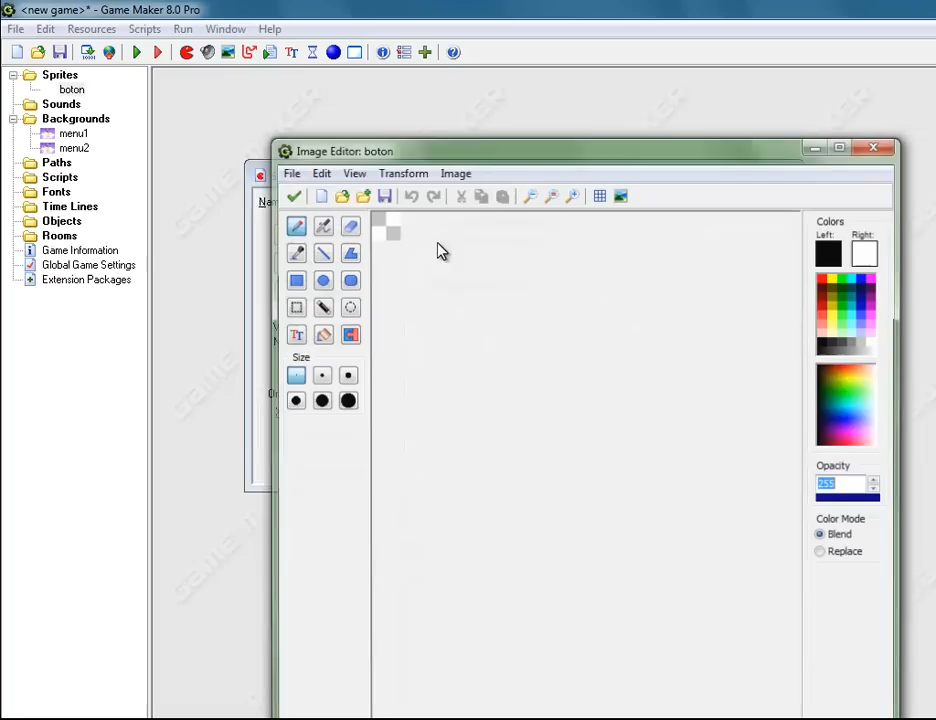 <new game>* - Game Maker 8.0 Pro
File Edit Resources Scripts Run Window Help
Sprites
boton
Sounds
Backgrounds
menu1
menu2
Paths
Scripts
Fonts
Time Lines
Objects
Rooms
Game Information
Global Game Settings
Extension Packages
Image Editor: boton
File Edit View Transform Image
Size
Colors
Left: Right:
Opacity
255
Color Mode
Blend
Replace